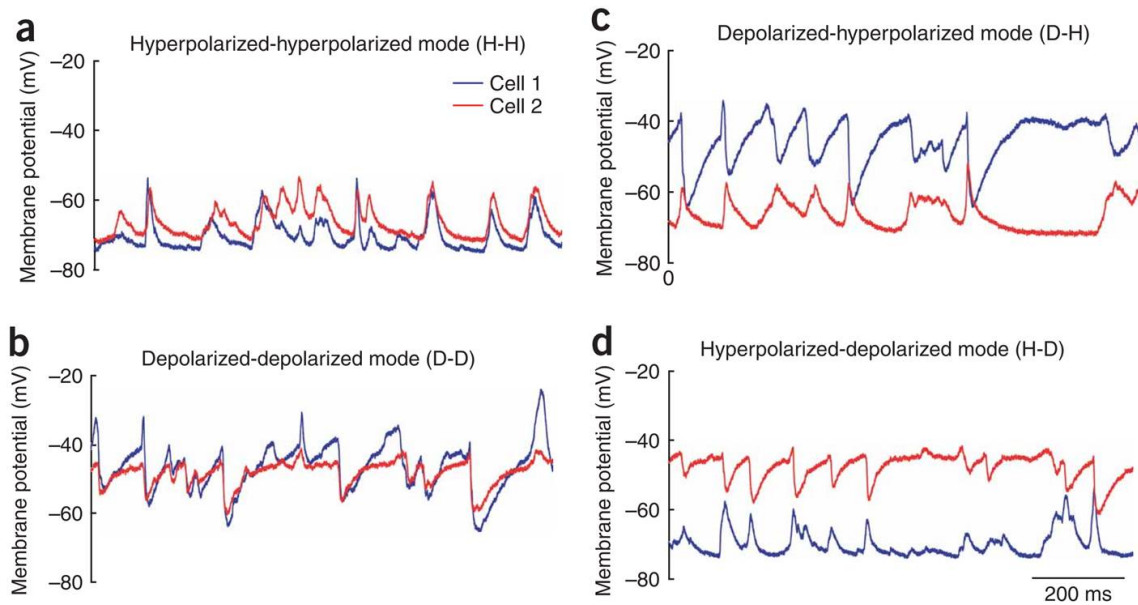 a
Hyperpolarized-hyperpolarized mode (H-H)
Membrane potential (mV)
–20
–40
–60
–80
Cell 1
Cell 2
b
Depolarized-depolarized mode (D-D)
Membrane potential (mV)
–20
–40
–60
–80
c
Depolarized-hyperpolarized mode (D-H)
Membrane potential (mV)
–20
–40
–60
–80
0
d
Hyperpolarized-depolarized mode (H-D)
Membrane potential (mV)
–20
–40
–60
–80
200 ms